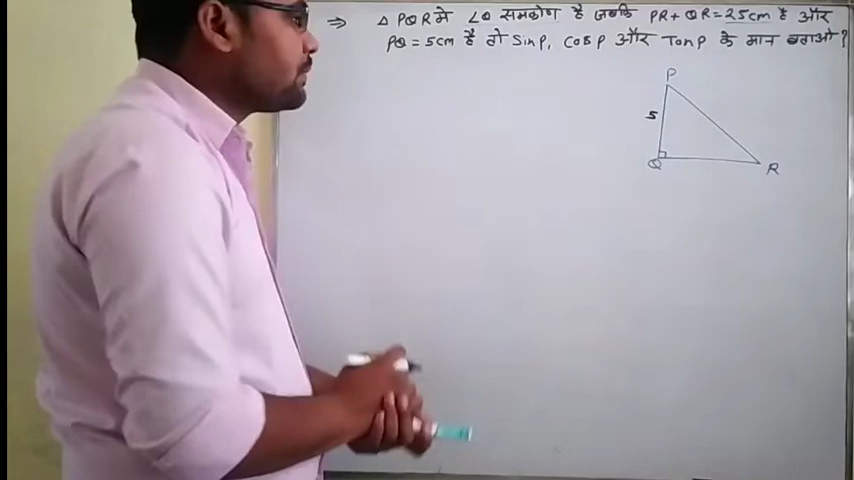 ⇒ △ PQR मे ∠Q समकोण है जबकि PR + QR = 25cm है और
PQ = 5cm है तो SinP, COSP और TanP के मान बताओ ?
P
5
Q
R